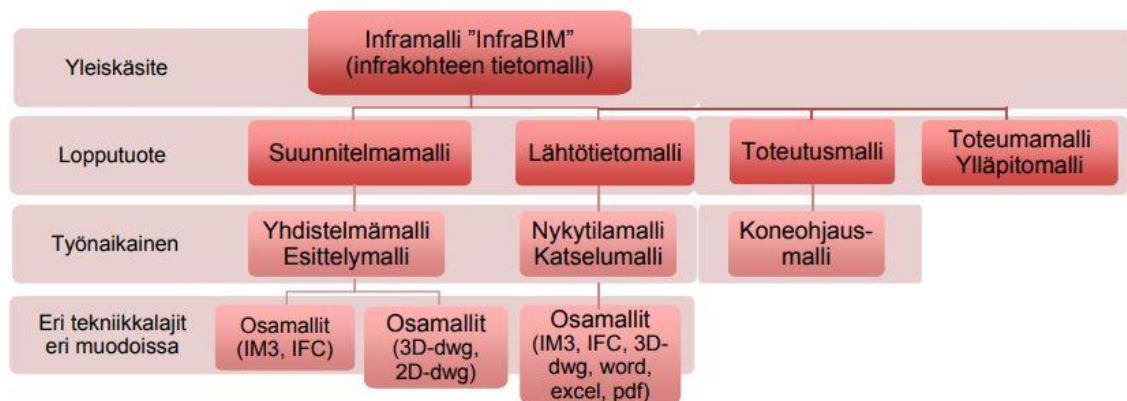 Yleiskäsite
Inframalli ”InfraBIM”
(infrakohteen tietomalli)
Lopputuote
Suunnitelmamalli
Lähtötietomalli
Toteutusmalli
Toteumamalli
Ylläpitomalli
Työnaikainen
Yhdistelmämalli
Esittelymalli
Nykytilamalli
Katselumalli
Koneohjaus-
malli
Eri tekniikkalajit
eri muodoissa
Osamallit
(IM3, IFC)
Osamallit
(3D-dwg,
2D-dwg)
Osamallit
(IM3, IFC, 3D-
dwg, word,
excel, pdf)